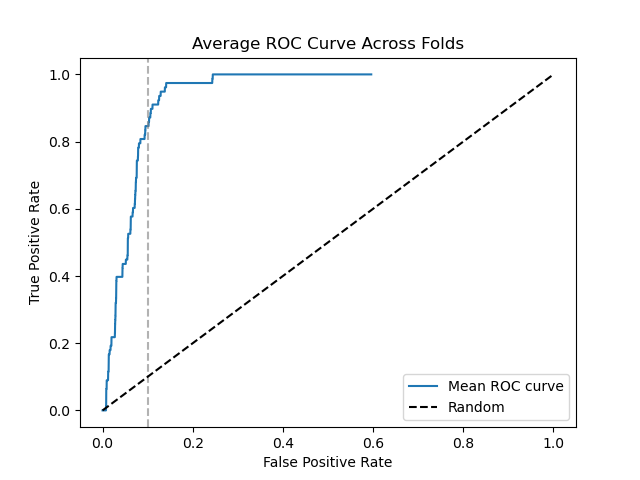 Average ROC Curve Across Folds
True Positive Rate
1.0
0.8
0.6
0.4
0.2
0.0
0.0 0.2 0.4 0.6 0.8 1.0
False Positive Rate
Mean ROC curve
Random